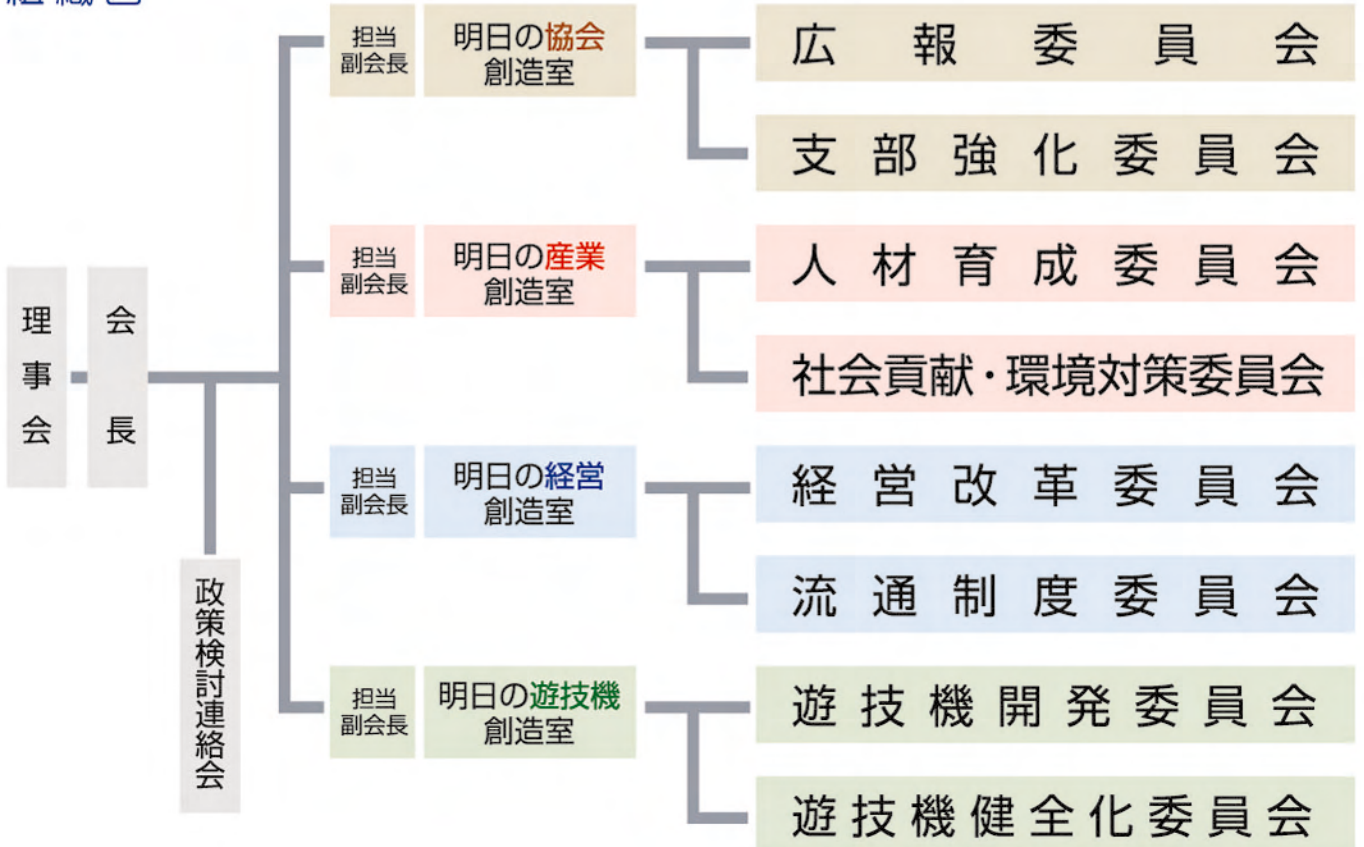 組織図
理事会
会長
政策検討連絡会
担当
副会長
明日の協会
創造室
広報委員会
支部強化委員会
担当
副会長
明日の産業
創造室
人材育成委員会
社会貢献・環境対策委員会
担当
副会長
明日の経営
創造室
経営改革委員会
流通制度委員会
担当
副会長
明日の遊技機
創造室
遊技機開発委員会
遊技機健全化委員会